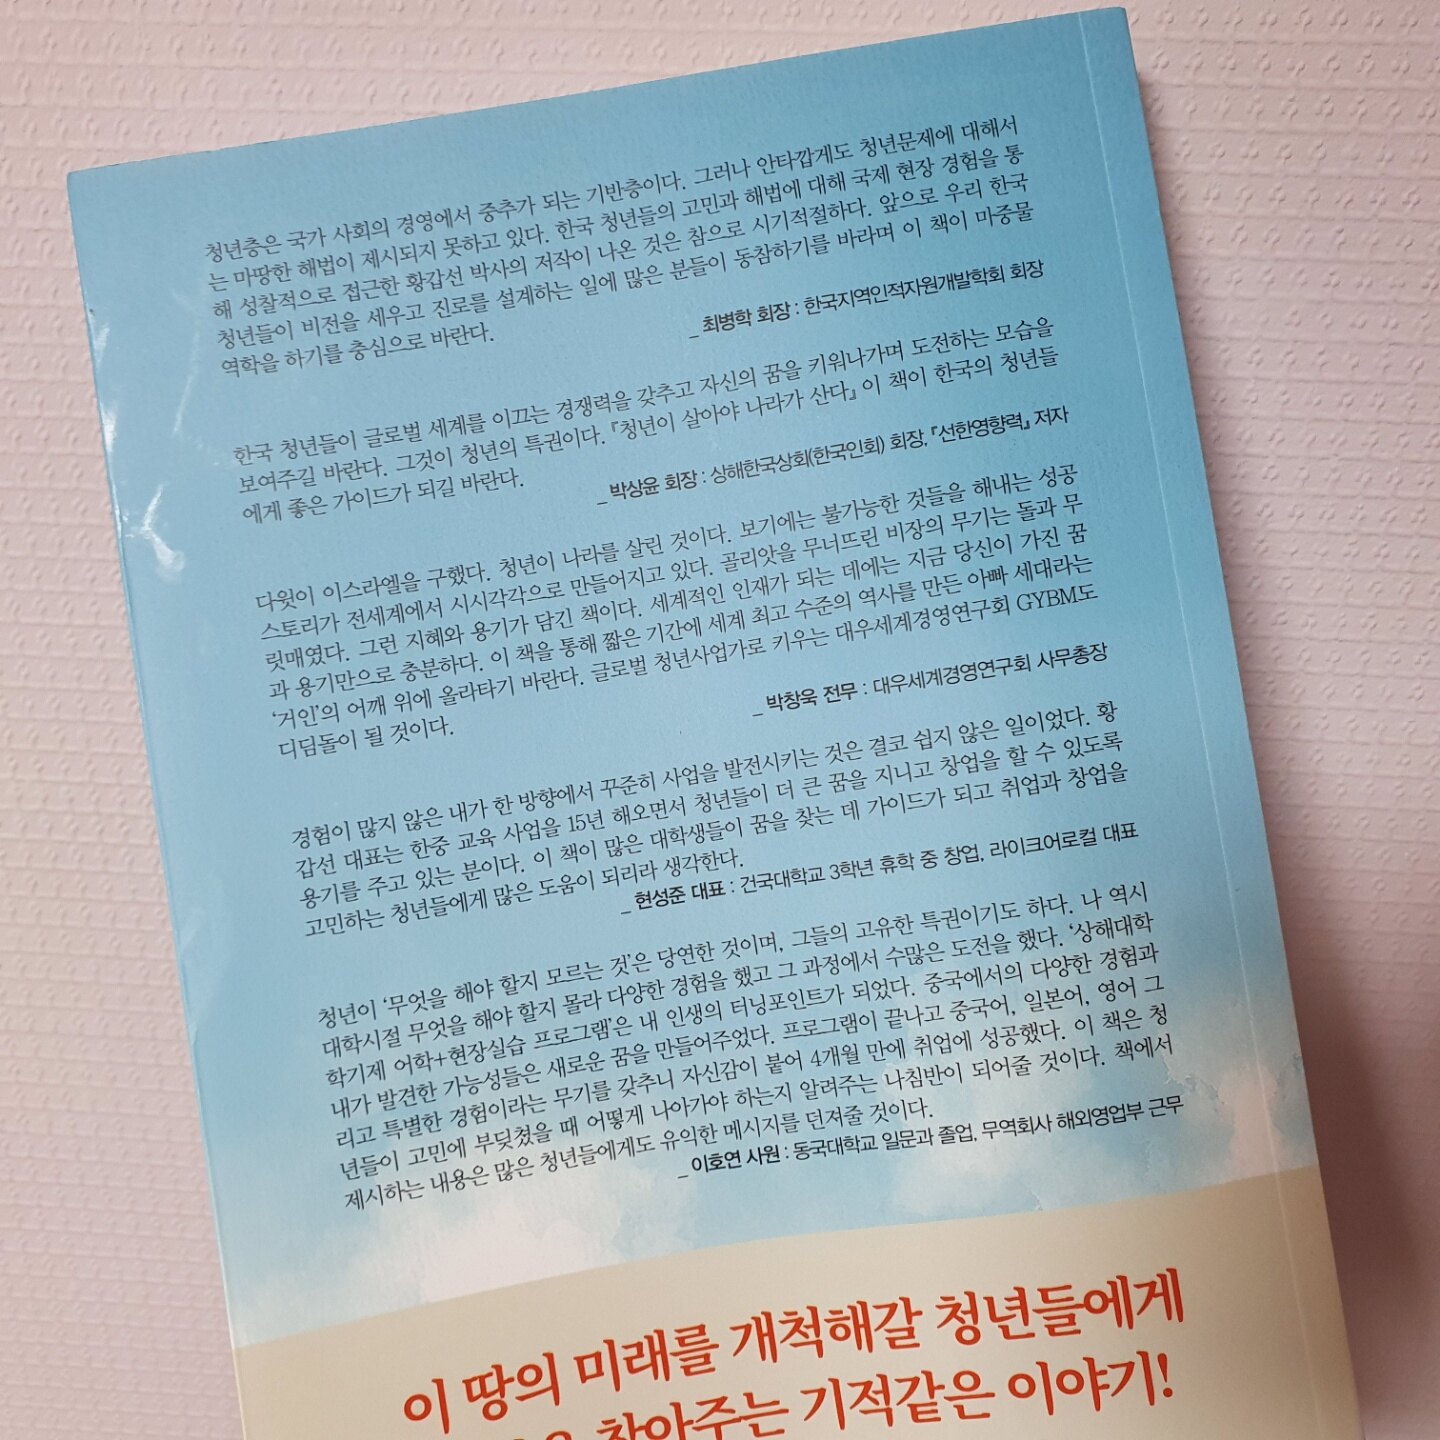 청년층은 국가 사회의 경영에서 중추가 되는 기반층이다. 그러나 안타깝게도 청년문제에 대해서
는 마땅한 해법이 제시되지 못하고 있다. 한국 청년들의 고민과 해법에 대해 국제 현장 경험을 통
해 성찰적으로 접근한 황갑선 박사의 저작이 나온 것은 참으로 시기적절하다. 앞으로 우리 한국
청년들이 비전을 세우고 진로를 설계하는 일에 많은 분들이 동참하기를 바라며 이 책이 마중물
역학을 하기를 충심으로 바란다.
_ 최병학 회장 : 한국지역인적자원개발학회 회장
한국 청년들이 글로벌 세계를 이끄는 경쟁력을 갖추고 자신의 꿈을 키워나가며 도전하는 모습을
보여주길 바란다. 그것이 청년의 특권이다. 『청년이 살아야 나라가 산다』 이 책이 한국의 청년들
에게 좋은 가이드가 되길 바란다.
_ 박상윤 회장 : 상해한국상회(한국인회) 회장, 『선한영향력』 저자
다윗이 이스라엘을 구했다. 청년이 나라를 살린 것이다. 보기에는 불가능한 것들을 해내는 성공
스토리가 전세계에서 시시각각으로 만들어지고 있다. 골리앗을 무너뜨린 비장의 무기는 돌과 무
릿매였다. 그런 지혜와 용기가 담긴 책이다. 세계적인 인재가 되는 데에는 지금 당신이 가진 꿈
과 용기만으로 충분하다. 이 책을 통해 짧은 기간에 세계 최고 수준의 역사를 만든 아빠 세대라는
‘거인’의 어깨 위에 올라타기 바란다. 글로벌 청년사업가로 키우는 대우세계경영연구회 GYBM도
디딤돌이 될 것이다.
_ 박창욱 전무 : 대우세계경영연구회 사무총장
경험이 많지 않은 내가 한 방향에서 꾸준히 사업을 발전시키는 것은 결코 쉽지 않은 일이었다. 황
갑선 대표는 한중 교육 사업을 15년 해오면서 청년들이 더 큰 꿈을 지니고 창업을 할 수 있도록
용기를 주고 있는 분이다. 이 책이 많은 대학생들이 꿈을 찾는 데 가이드가 되고 취업과 창업을
고민하는 청년들에게 많은 도움이 되리라 생각한다.
_ 현성준 대표 : 건국대학교 3학년 휴학 중 창업, 라이크어로컬 대표
청년이 ‘무엇을 해야 할지 모르는 것’은 당연한 것이며, 그들의 고유한 특권이기도 하다. 나 역시
대학시절 무엇을 해야 할지 몰라 다양한 경험을 했고 그 과정에서 수많은 도전을 했다. ‘상해대학
학기제 어학+현장실습 프로그램’은 내 인생의 터닝포인트가 되었다. 중국에서의 다양한 경험과
내가 발견한 가능성들은 새로운 꿈을 만들어주었다. 프로그램이 끝나고 중국어, 일본어, 영어 그
리고 특별한 경험이라는 무기를 갖추니 자신감이 붙어 4개월 만에 취업에 성공했다. 이 책은 청
년들이 고민에 부딪쳤을 때 어떻게 나아가야 하는지 알려주는 나침반이 되어줄 것이다. 책에서
제시하는 내용은 많은 청년들에게도 유익한 메시지를 던져줄 것이다.
_ 이호연 사원 : 동국대학교 일문과 졸업, 무역회사 해외영업부 근무
이 땅의 미래를 개척해갈 청년들에게
찾아주는 기적같은 이야기!